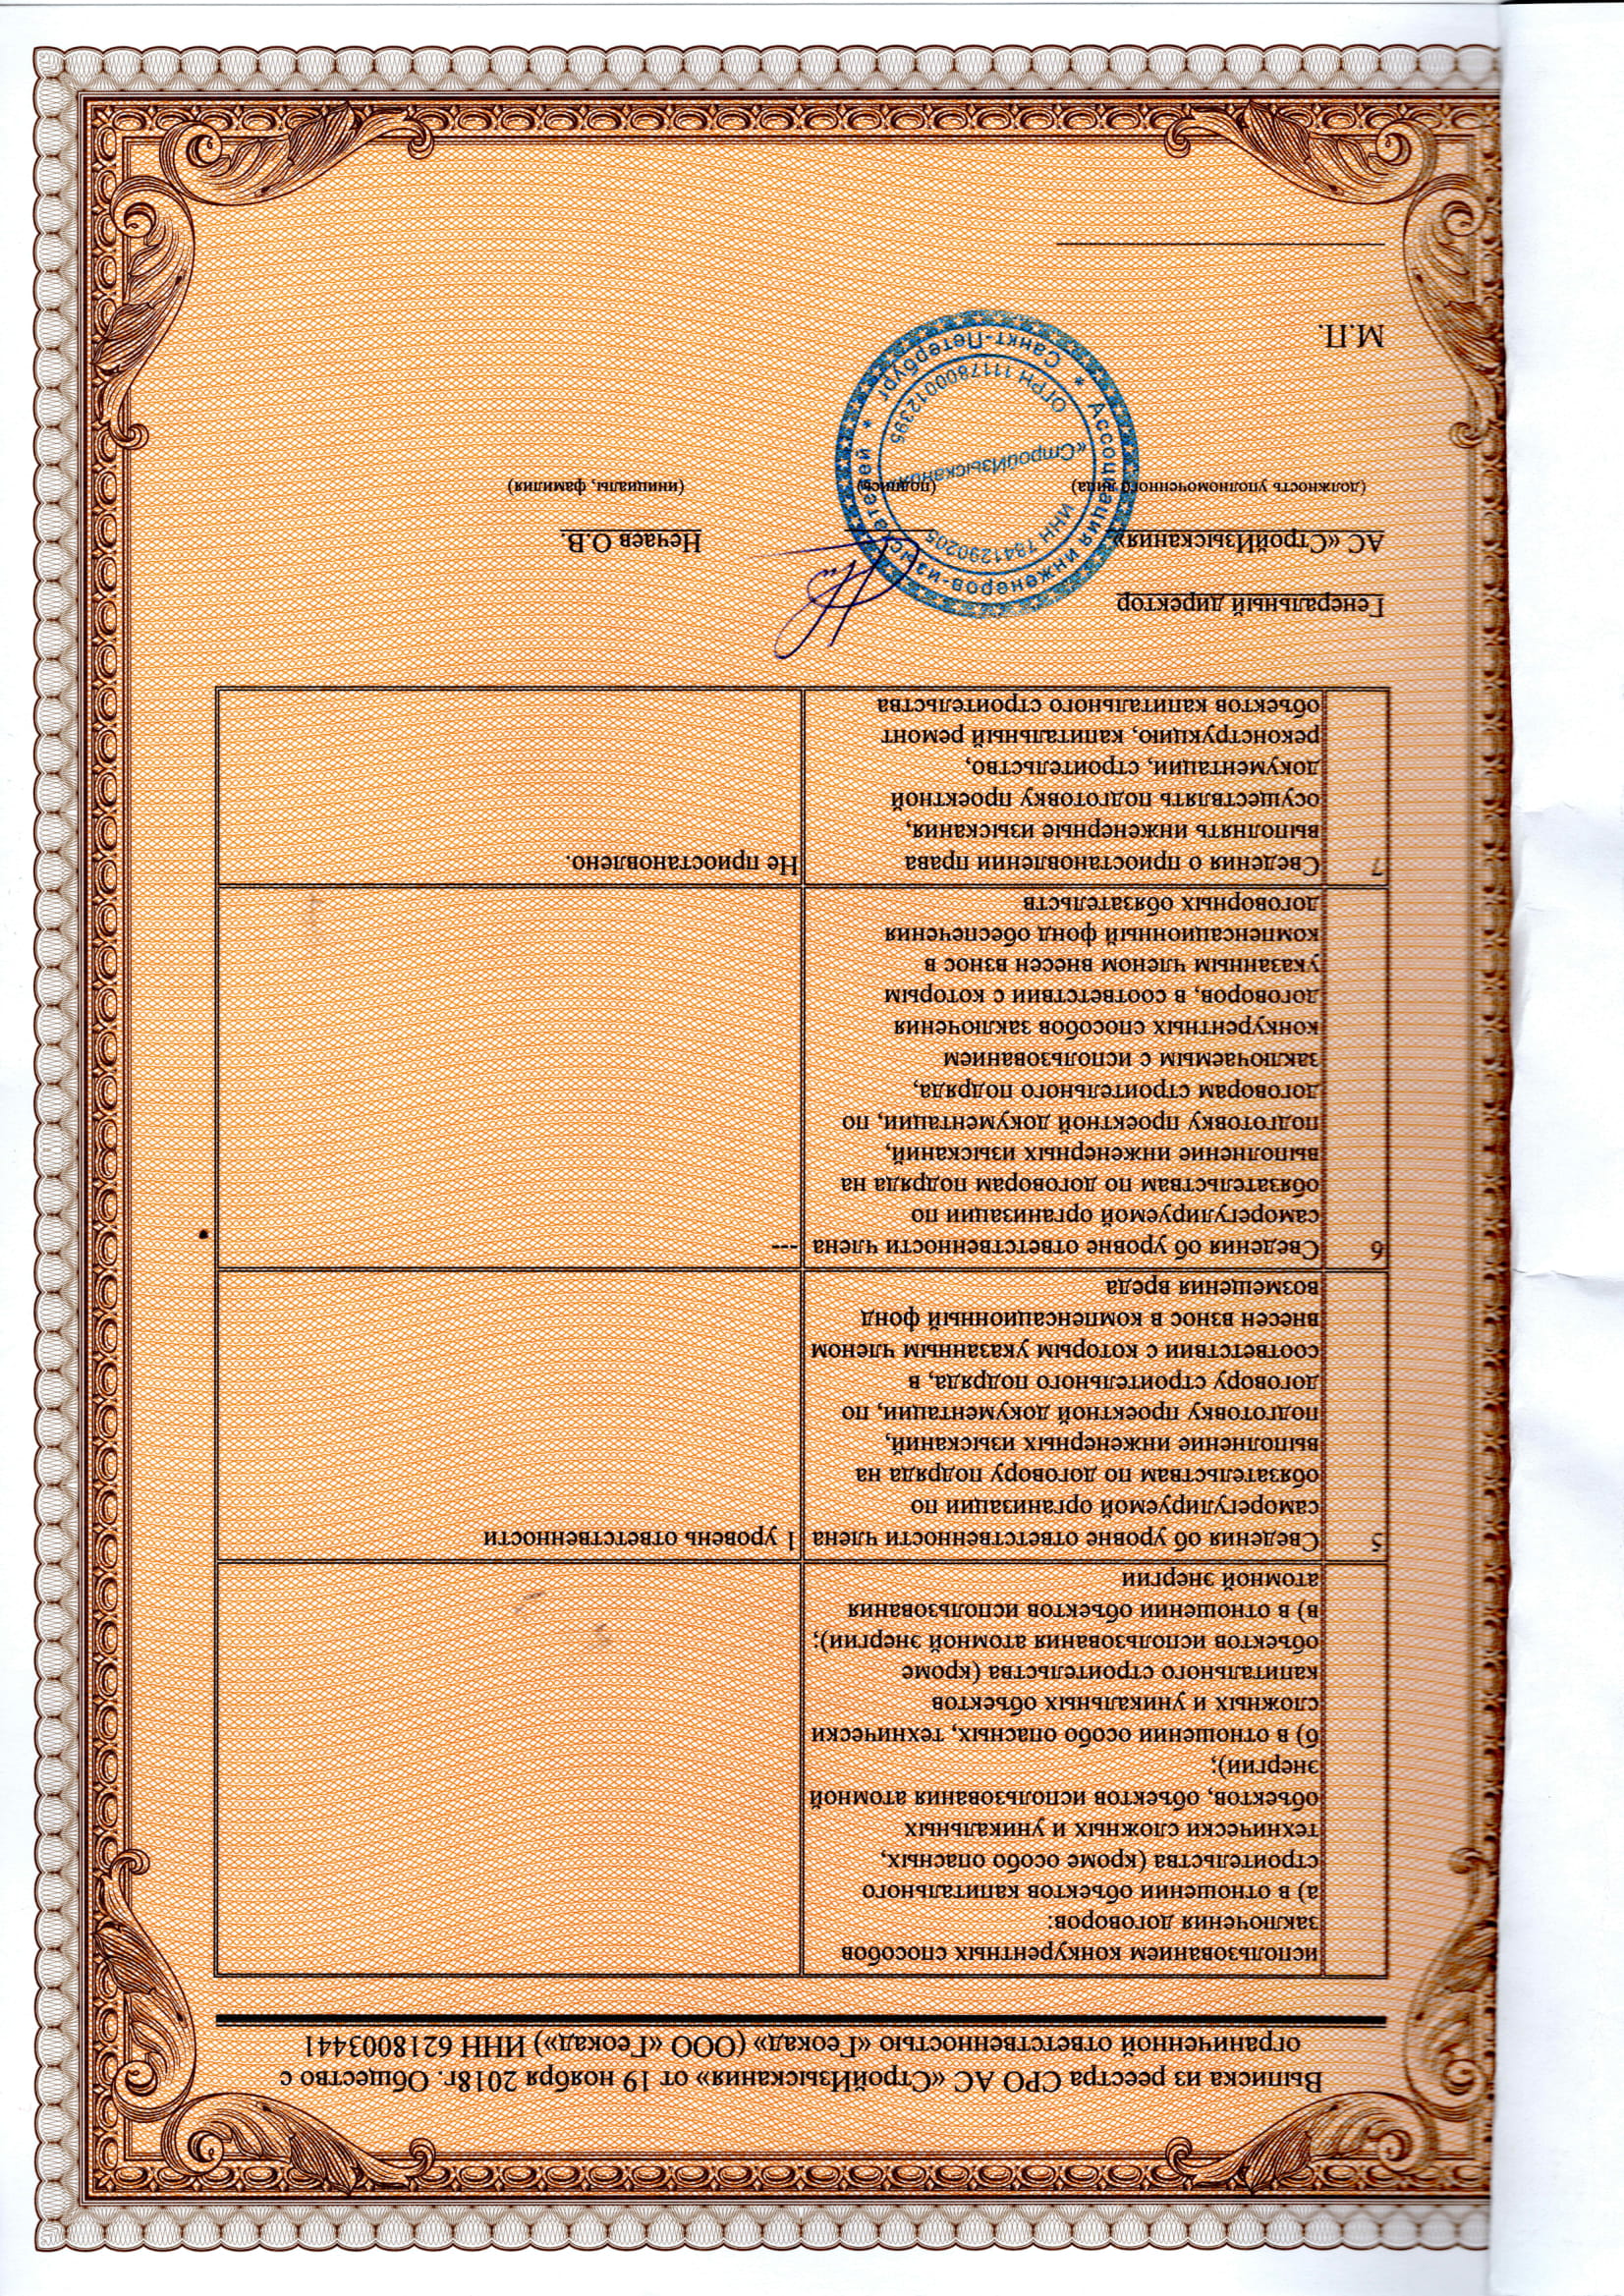 Выписка из реестра СРО АС «СтройИзыскания» от 19 ноября 2018г. Общество с
ограниченной ответственностью «Геокад» (ООО «Геокад») ИНН 6218003441
использованием конкурентных способов
заключения договоров:
а) в отношении объектов капитального
строительства (кроме особо опасных,
технически сложных и уникальных
объектов, объектов использования атомной
энергии);
б) в отношении особо опасных, технически
сложных и уникальных объектов
капитального строительства (кроме
объектов использования атомной энергии);
в) в отношении объектов использования
атомной энергии
5 Сведения об уровне ответственности члена 1 уровень ответственности
саморегулируемой организации по
обязательствам по договору подряда на
выполнение инженерных изысканий,
подготовку проектной документации, по
договору строительного подряда, в
соответствии с которым указанным членом
внесен взнос в компенсационный фонд
возмещения вреда
6 Сведения об уровне ответственности члена ---
саморегулируемой организации по
обязательствам по договорам подряда на
выполнение инженерных изысканий,
подготовку проектной документации, по
договорам строительного подряда,
заключаемым с использованием
конкурентных способов заключения
договоров, в соответствии с которым
указанным членом внесен взнос в
компенсационный фонд обеспечения
договорных обязательств
7 Сведения о приостановлении права Не приостановлено.
выполнять инженерные изыскания,
осуществлять подготовку проектной
документации, строительство,
реконструкцию, капитальный ремонт
объектов капитального строительства
Генеральный директор
АС «СтройИзыскания» Нечаев О.В.
(должность уполномоченного лица) (подпись) (инициалы, фамилия)
Ассоциация инженеров-изыскателей
ИНН 7841290205
«СтройИзыскания»
ОГРН 1117800012395
* Санкт-Петербург *
М.П.